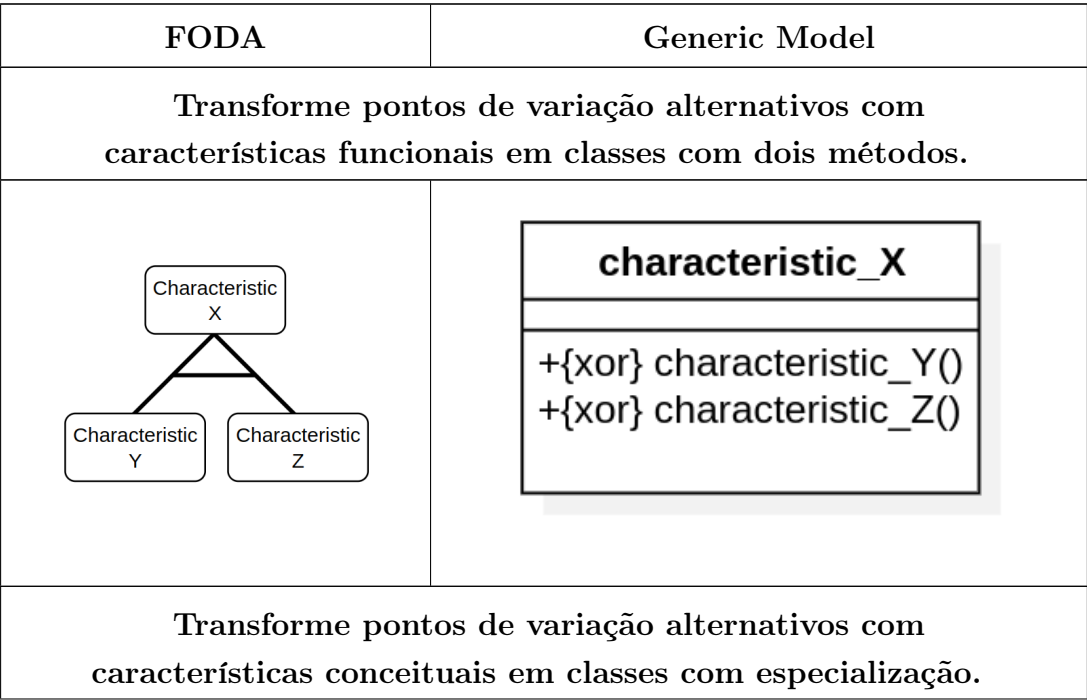 FODA
Generic Model
Transforme pontos de variação alternativos com
características funcionais em classes com dois métodos.
Characteristic
X
Characteristic
Y
Characteristic
Z
characteristic_X
+{xor} characteristic_Y()
+{xor} characteristic_Z()
Transforme pontos de variação alternativos com
características conceituais em classes com especialização.